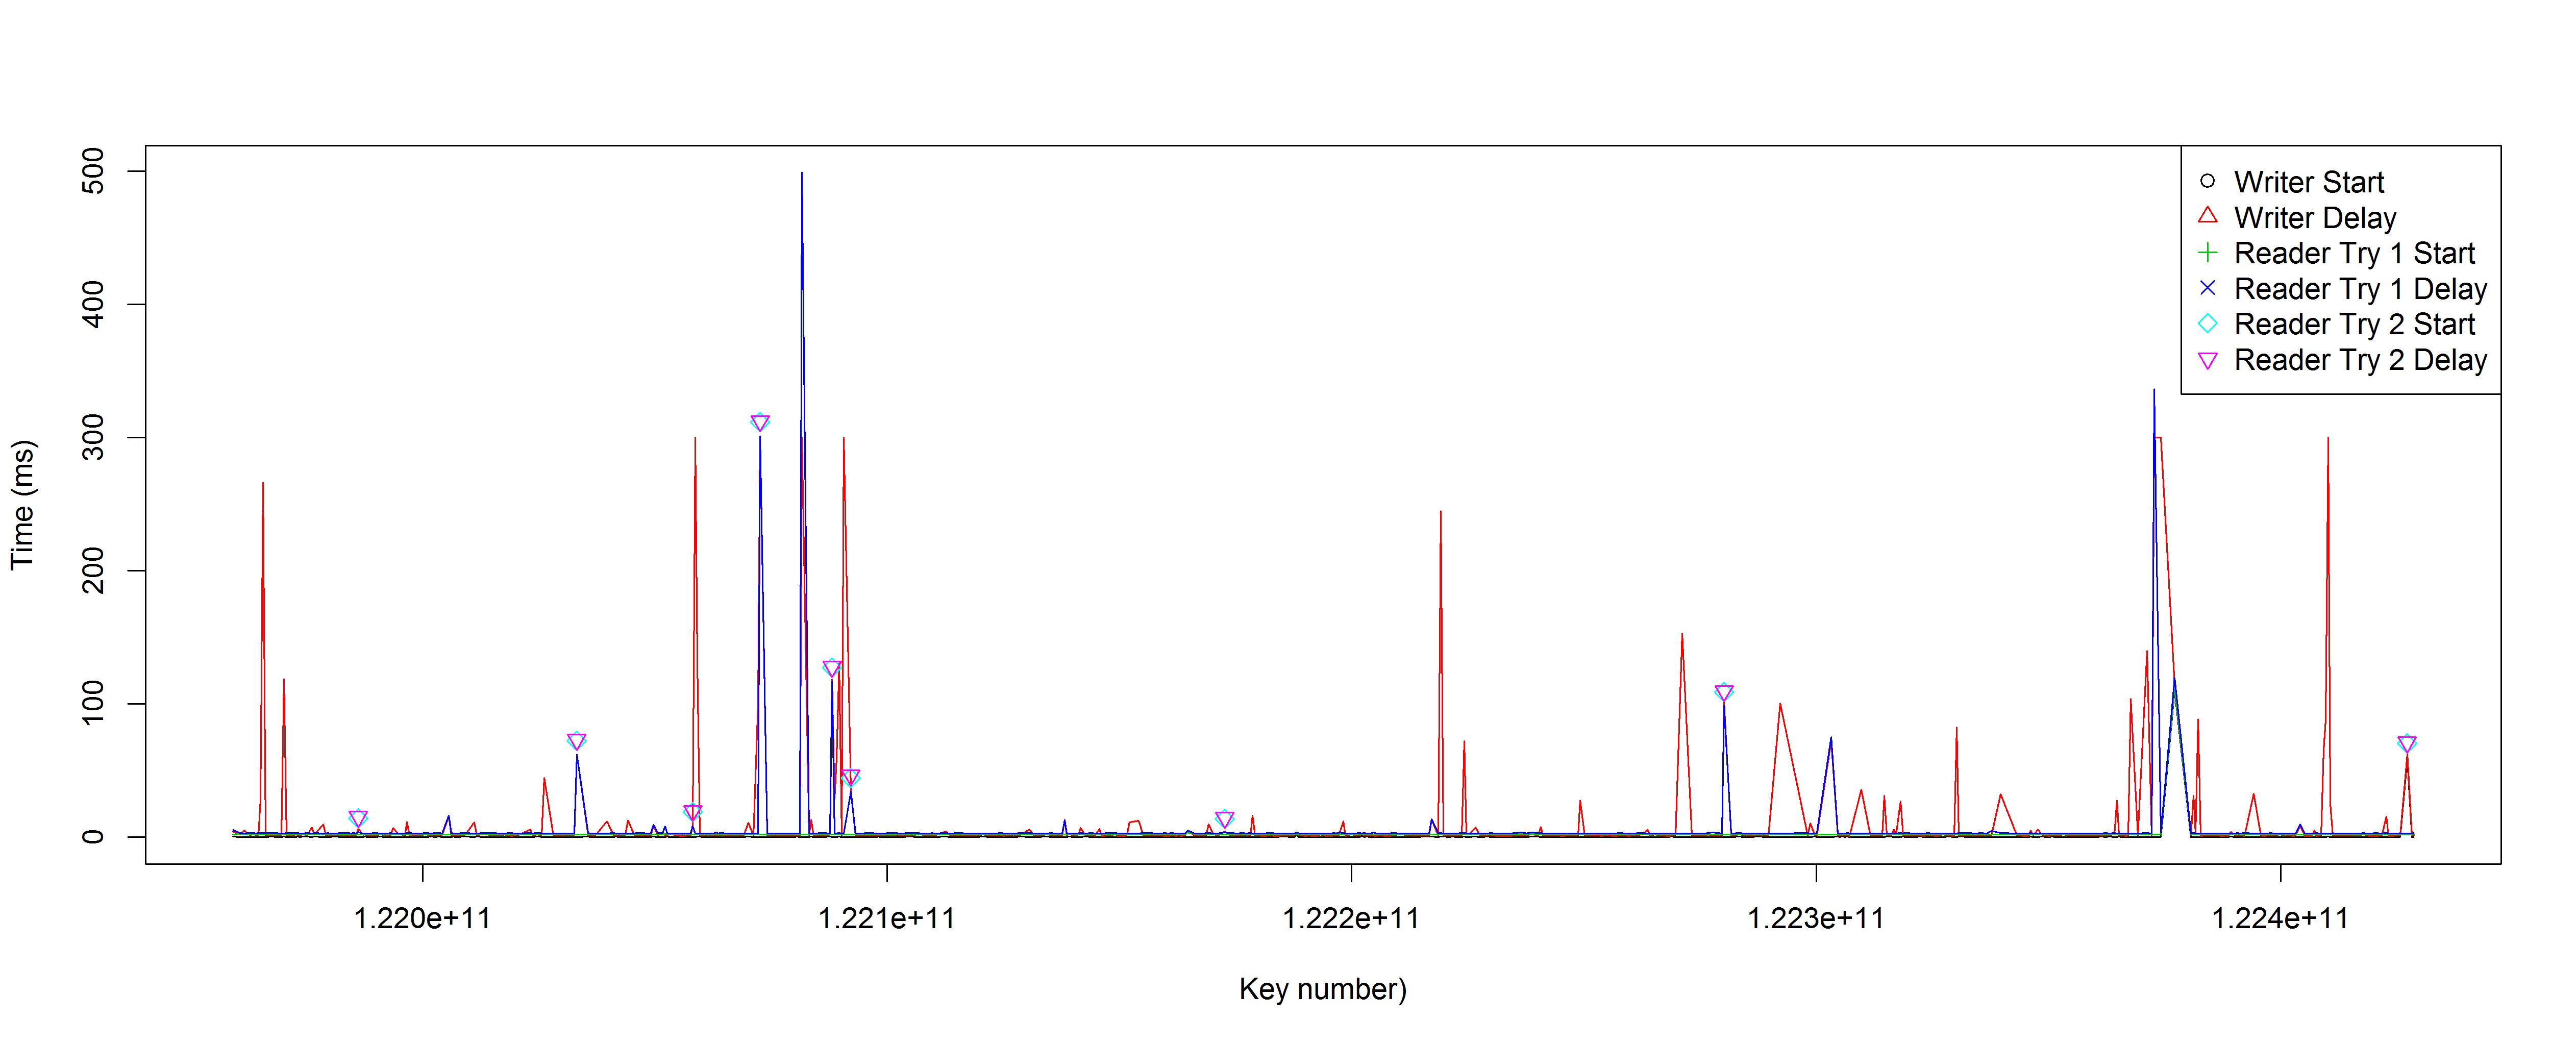 500
400
300
200
100
0
Time (ms)
Writer Start
Writer Delay
Reader Try 1 Start
Reader Try 1 Delay
Reader Try 2 Start
Reader Try 2 Delay
1.220e+11 1.221e+11 1.222e+11 1.223e+11 1.224e+11
Key number)